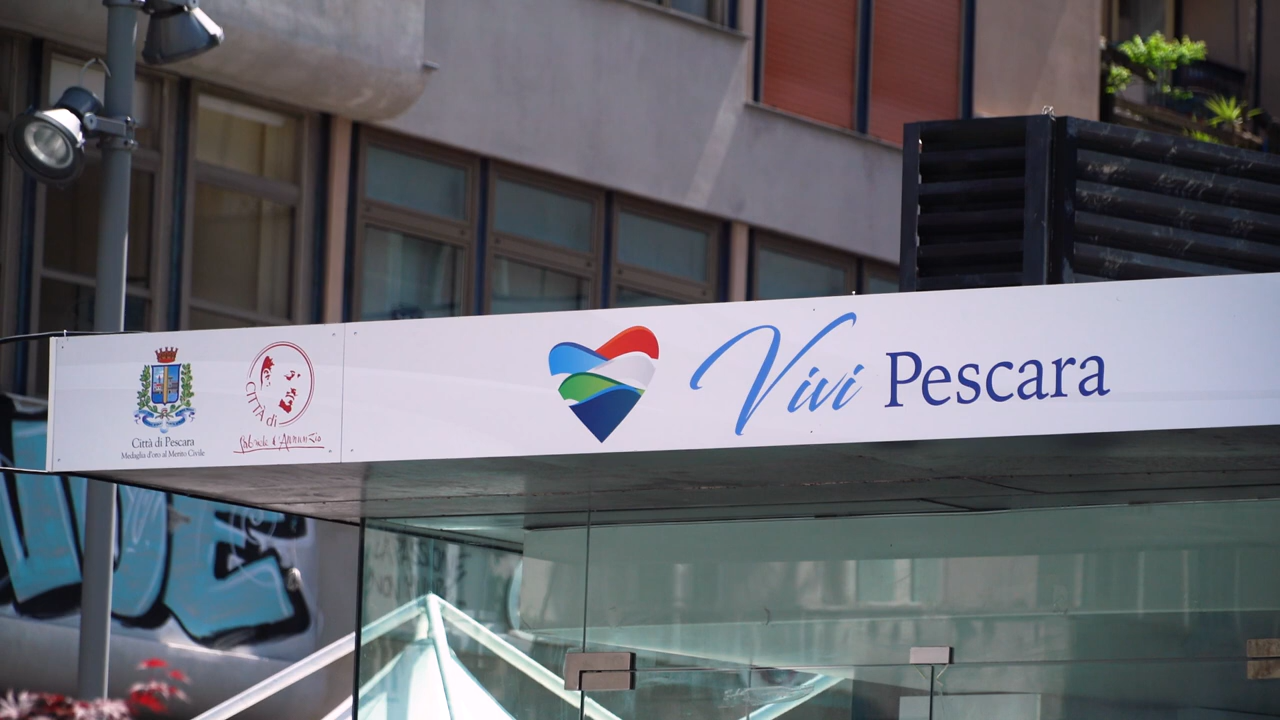 Città di Pescara
Medaglia d'oro al Merito Civile
CITTÀ di
Gabriele d'Annunzio
Vivi Pescara